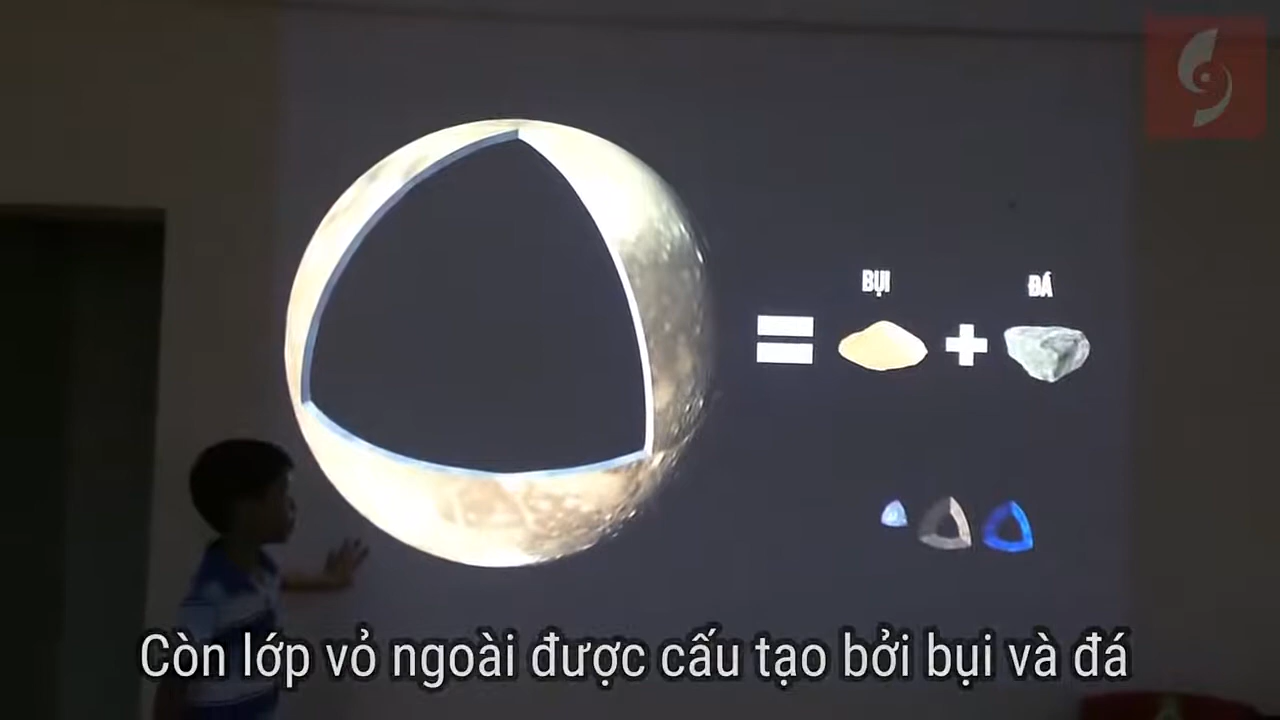 BỤI
ĐÁ
Còn lớp vỏ ngoài được cấu tạo bởi bụi và đá